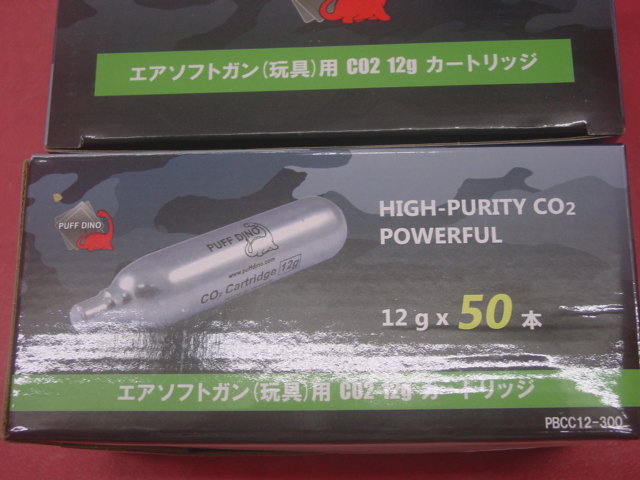 エアソフトガン(玩具)用 CO2 12g カートリッジ
PUFF DINO
PUFF DINO
www.puffdino.com
CO2 Cartridge 12g
HIGH-PURITY CO2
POWERFUL
12 g x 50 本
エアソフトガン(玩具)用 CO2 12g カートリッジ
PBCC12-300